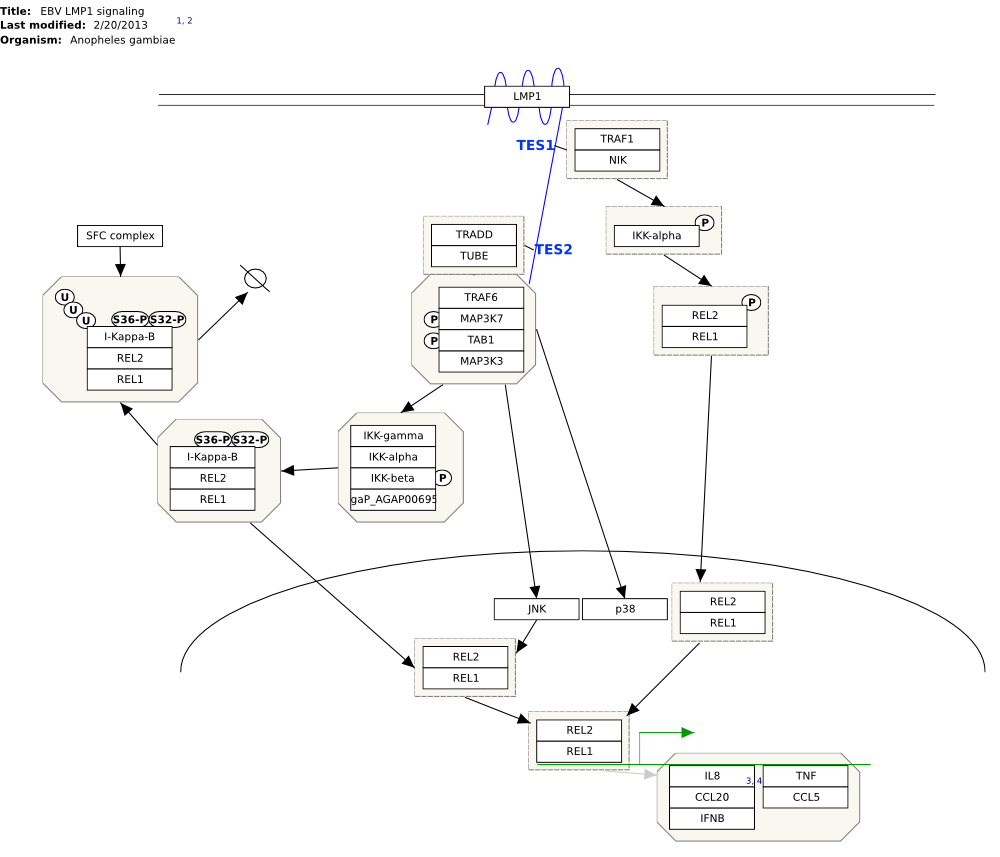 Title: EBV LMP1 signaling
Last modified: 2/20/2013 1, 2
Organism: Anopheles gambiae
LMP1
TES1
TRAF1
NIK
P
IKK-alpha
SFC complex
TRADD
TUBE
TES2
U
U
U
S36-P S32-P
I-Kappa-B
REL2
REL1
TRAF6
P MAP3K7
P TAB1
MAP3K3
P
REL2
REL1
S36-P S32-P
I-Kappa-B
REL2
REL1
IKK-gamma
IKK-alpha
IKK-beta P
gaP_AGAP00695
JNK
p38
REL2
REL1
REL2
REL1
REL2
REL1
IL8 3, 4 TNF
CCL20 CCL5
IFNB